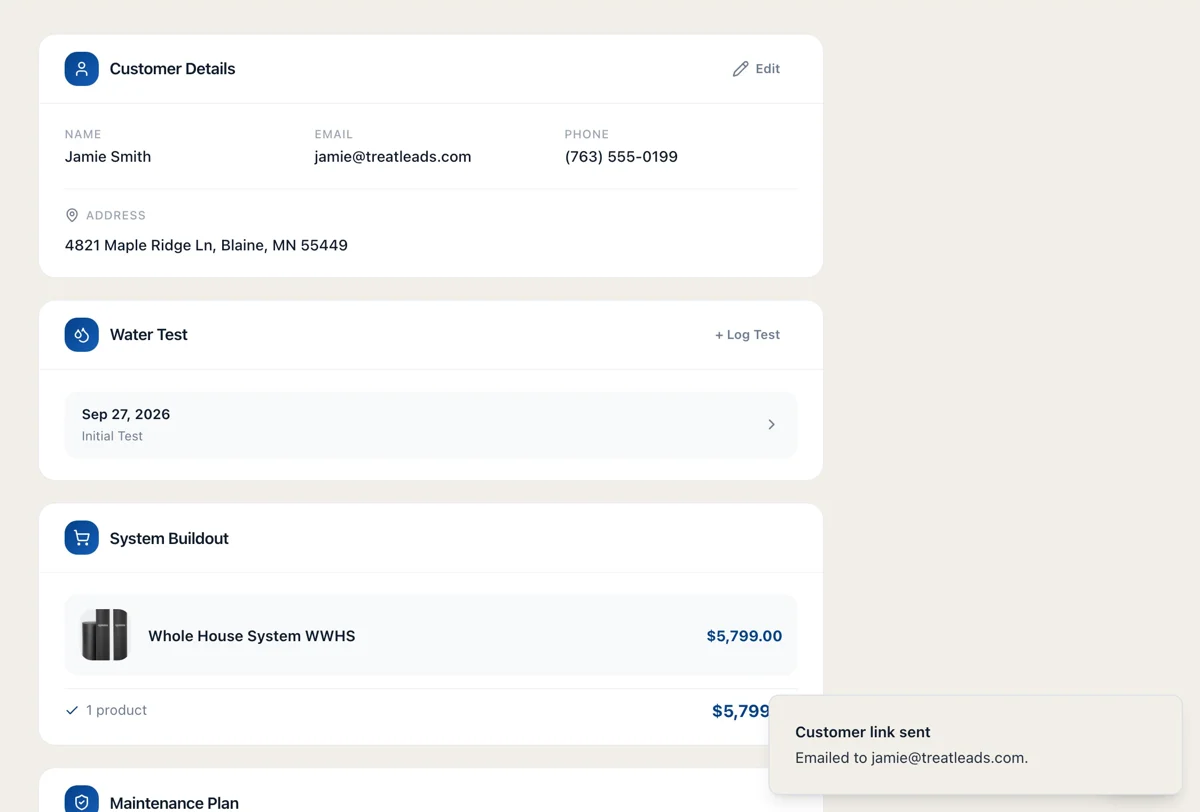 Customer Details
Edit
NAME
EMAIL
PHONE
Jamie Smith
jamie@treatleads.com
(763) 555-0199
ADDRESS
4821 Maple Ridge Ln, Blaine, MN 55449
Water Test
+ Log Test
Sep 27, 2026
Initial Test
System Buildout
Whole House System WWHS
$5,799.00
1 product
$5,799
Customer link sent
Emailed to jamie@treatleads.com.
Maintenance Plan